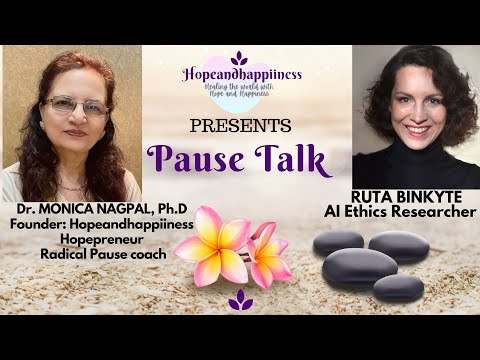 Hopeandhappiiness
Healing the world with
Hope and Happiness
PRESENTS
Pause Talk
Dr. MONICA NAGPAL, Ph.D
Founder: Hopeandhappiiness
Hopepreneur
Radical Pause coach
RUTA BINKYTE
AI Ethics Researcher